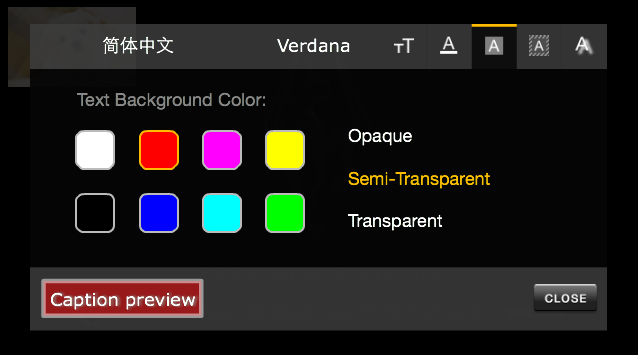 简体中文 Verdana TT A A A A
Text Background Color:
Opaque
Semi-Transparent
Transparent
Caption preview CLOSE